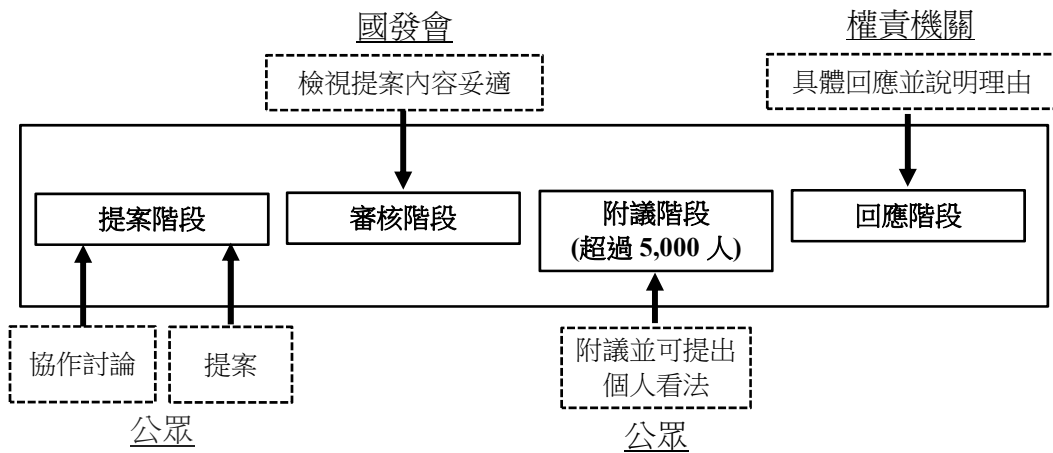 國發會
權責機關
檢視提案內容妥適
具體回應並說明理由
提案階段
審核階段
附議階段
(超過 5,000 人)
回應階段
協作討論
提案
附議並可提出
個人看法
公眾
公眾